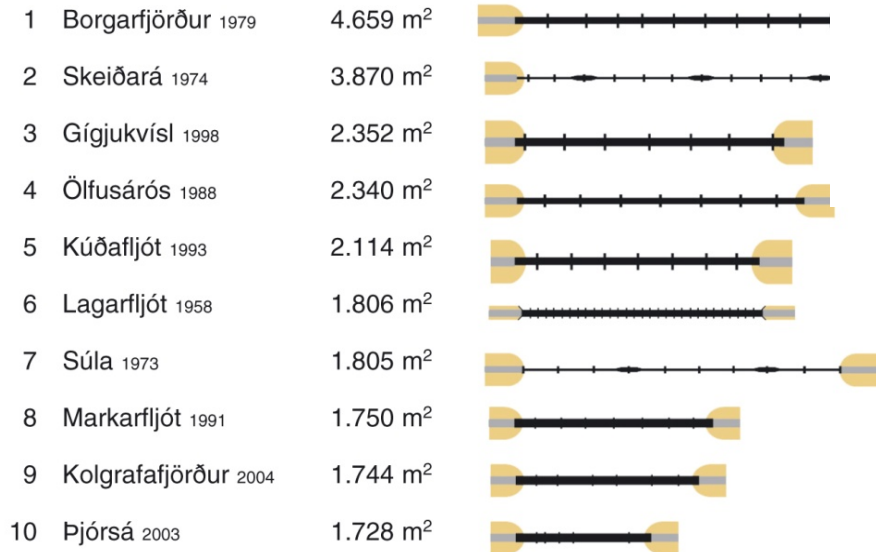 1 Borgarfjörður 1979 4.659 m²
2 Skeiðará 1974 3.870 m²
3 Gígjukvísl 1998 2.352 m²
4 Ölfusárós 1988 2.340 m²
5 Kúðafljót 1993 2.114 m²
6 Lagarfljót 1958 1.806 m²
7 Súla 1973 1.805 m²
8 Markarfljót 1991 1.750 m²
9 Kolgrafafjörður 2004 1.744 m²
10 Þjórsá 2003 1.728 m²